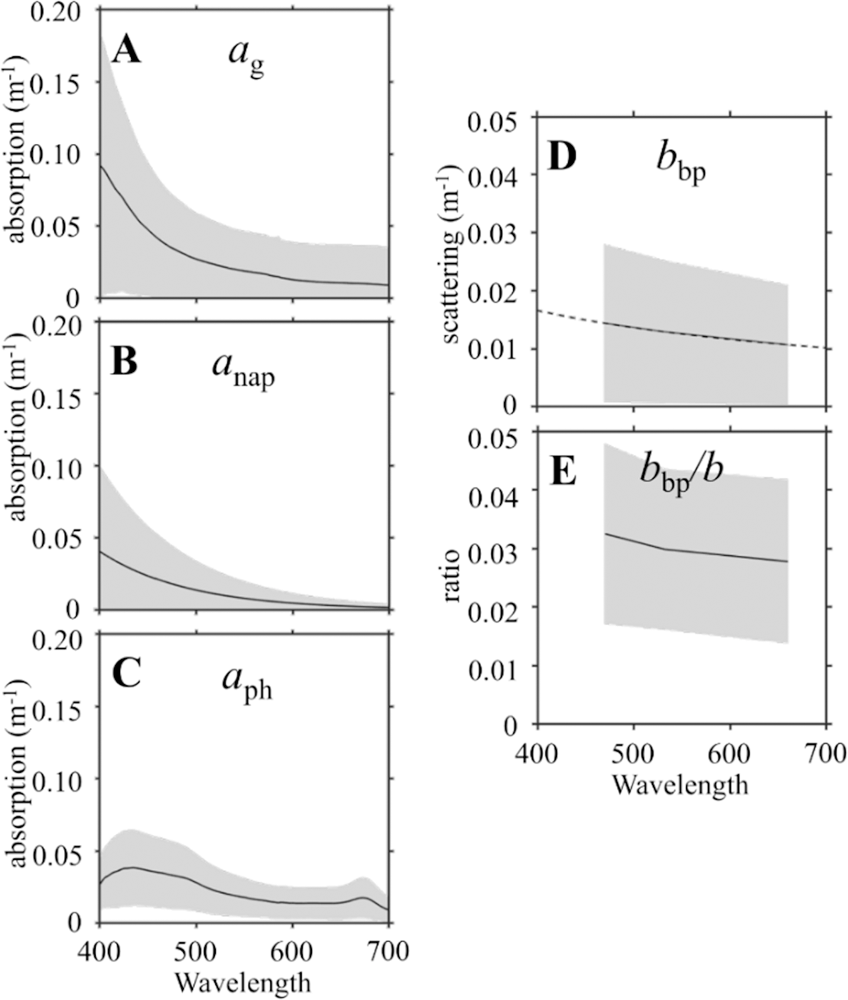 0.20
A
a_g
absorption (m⁻¹)
0.15
0.10
0.05
0
0.20
B
a_nap
absorption (m⁻¹)
0.15
0.10
0.05
0
0.20
C
a_ph
absorption (m⁻¹)
0.15
0.10
0.05
0
400 500 600 700
Wavelength
0.05
D
b_bp
scattering (m⁻¹)
0.04
0.03
0.02
0.01
0
0.05
E
b_bp/b
ratio
0.04
0.03
0.02
0.01
0
400 500 600 700
Wavelength